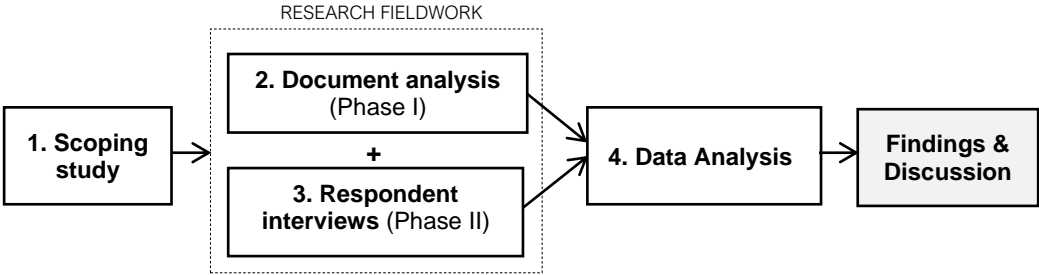 RESEARCH FIELDWORK
1. Scoping
study
2. Document analysis
(Phase I)
+
3. Respondent
interviews (Phase II)
4. Data Analysis
Findings &
Discussion